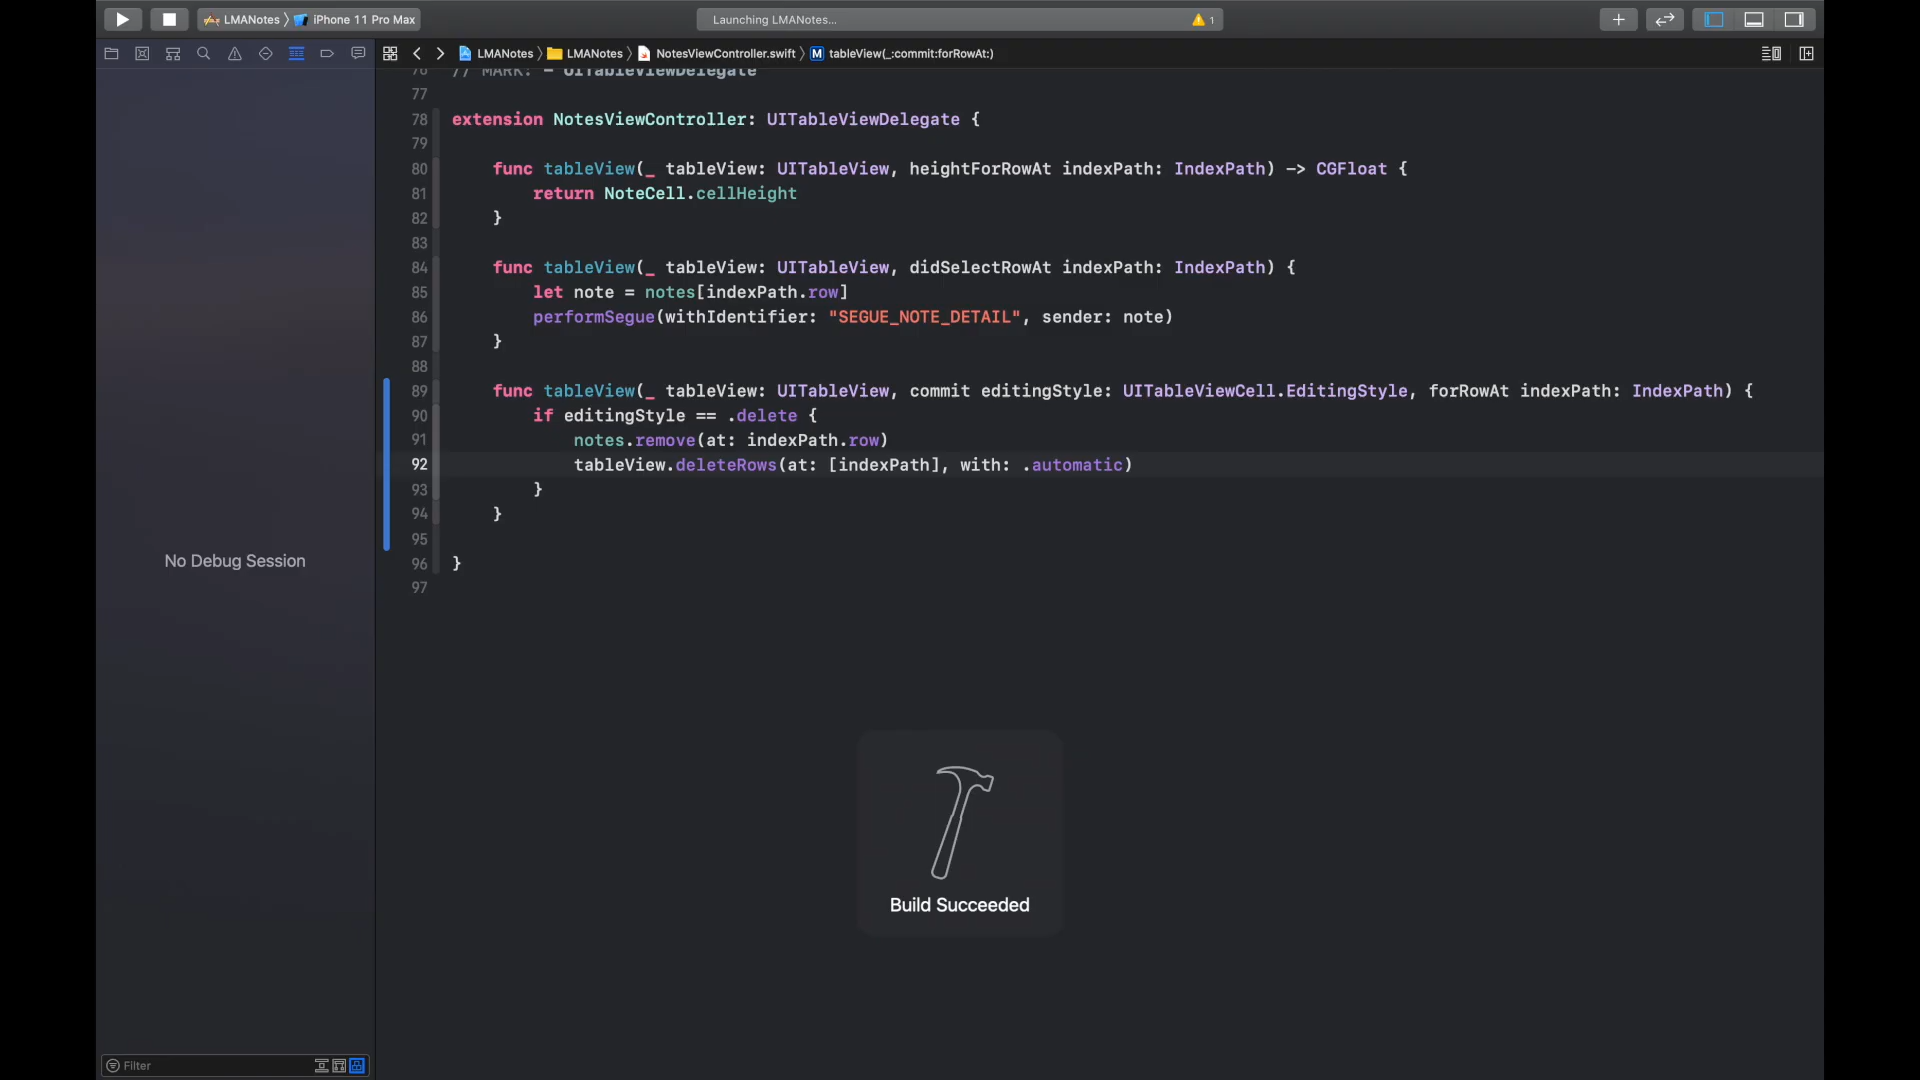 LMANotes iPhone 11 Pro Max
Launching LMANotes...
1
LMANotes LMANotes NotesViewController.swift M tableView(_:commit:forRowAt:)
76 // MARK: - UITableViewDelegate
77
78 extension NotesViewController: UITableViewDelegate {
79
80 func tableView(_ tableView: UITableView, heightForRowAt indexPath: IndexPath) -> CGFloat {
81 return NoteCell.cellHeight
82 }
83
84 func tableView(_ tableView: UITableView, didSelectRowAt indexPath: IndexPath) {
85 let note = notes[indexPath.row]
86 performSegue(withIdentifier: "SEGUE_NOTE_DETAIL", sender: note)
87 }
88
89 func tableView(_ tableView: UITableView, commit editingStyle: UITableViewCell.EditingStyle, forRowAt indexPath: IndexPath) {
90 if editingStyle == .delete {
91 notes.remove(at: indexPath.row)
92 tableView.deleteRows(at: [indexPath], with: .automatic)
93 }
94 }
95
96 }
97
No Debug Session
Build Succeeded
Filter